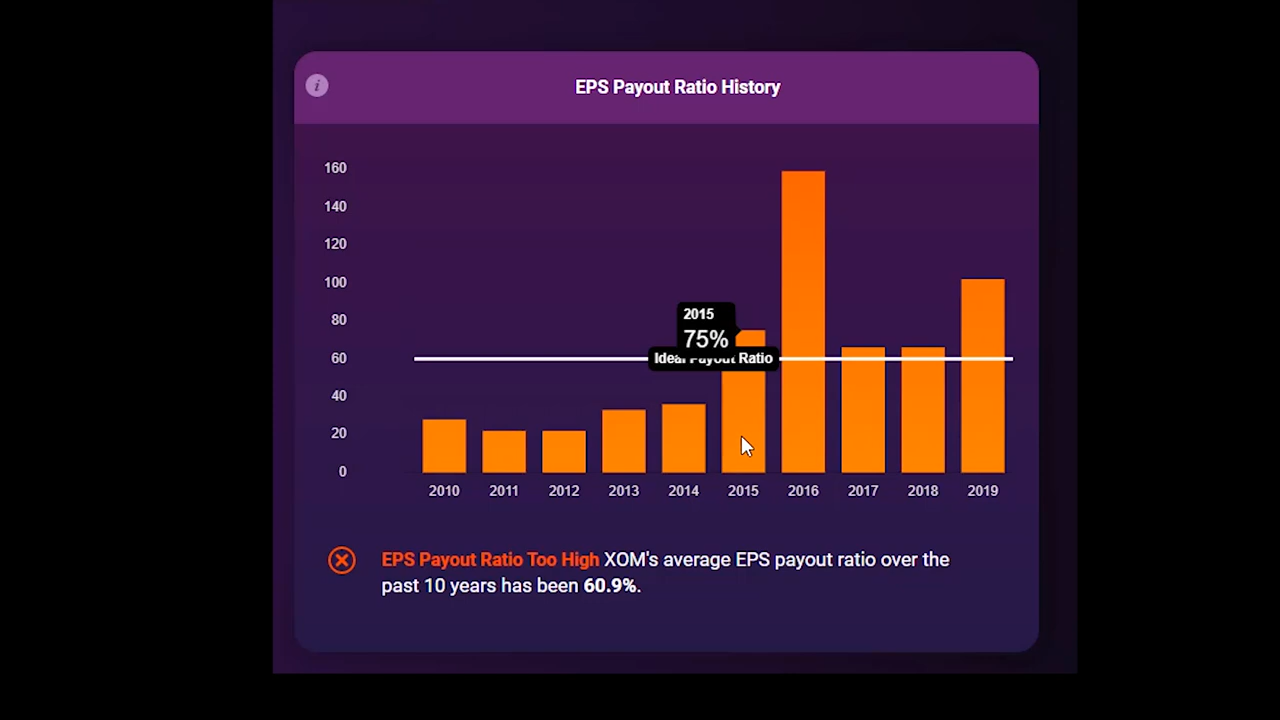 i
EPS Payout Ratio History
160
140
120
100
80
60
40
20
0
2015
75%
Ideal Payout Ratio
2010 2011 2012 2013 2014 2015 2016 2017 2018 2019
EPS Payout Ratio Too High XOM's average EPS payout ratio over the
past 10 years has been 60.9%.